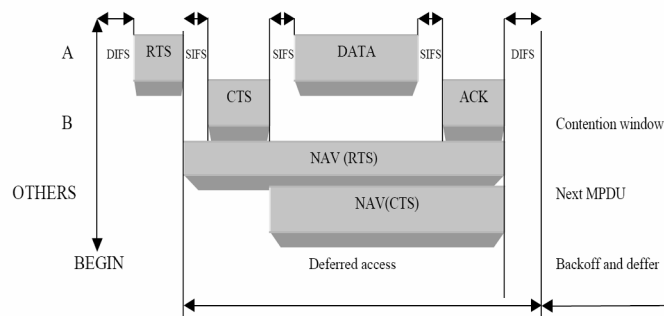 A
DIFS
RTS
SIFS
SIFS
DATA
SIFS
DIFS
CTS
ACK
B
Contention window
NAV (RTS)
OTHERS
NAV(CTS)
Next MPDU
BEGIN
Deferred access
Backoff and deffer